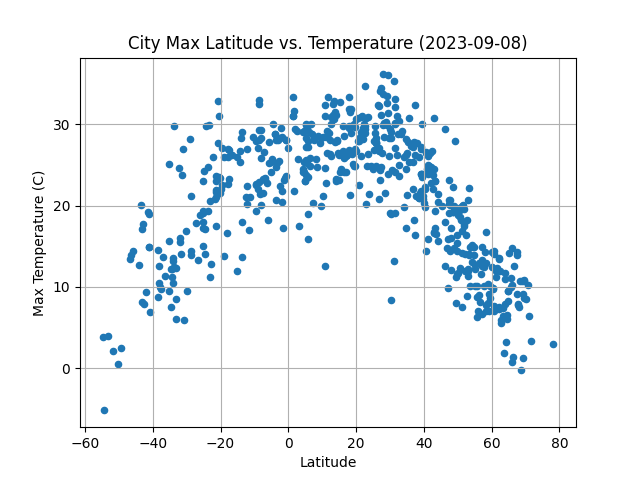 City Max Latitude vs. Temperature (2023-09-08)
Max Temperature (C)
30
20
10
0
−60 −40 −20 0 20 40 60 80
Latitude